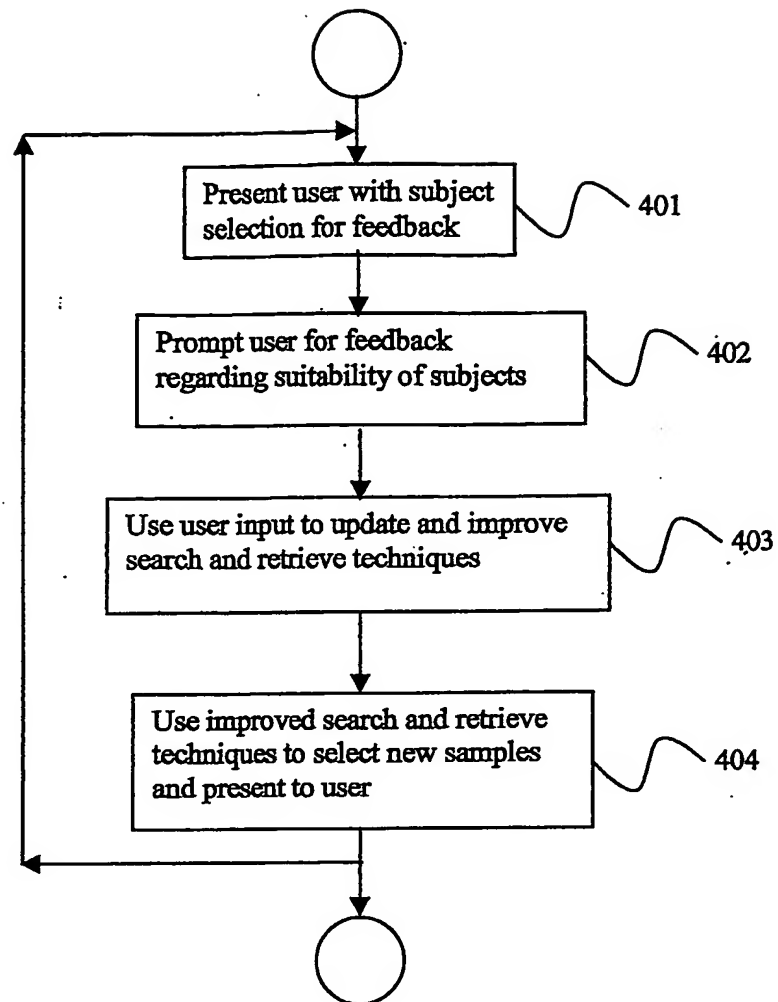 Present user with subject
selection for feedback
401
Prompt user for feedback
regarding suitability of subjects
402
Use user input to update and improve
search and retrieve techniques
403
Use improved search and retrieve
techniques to select new samples
and present to user
404